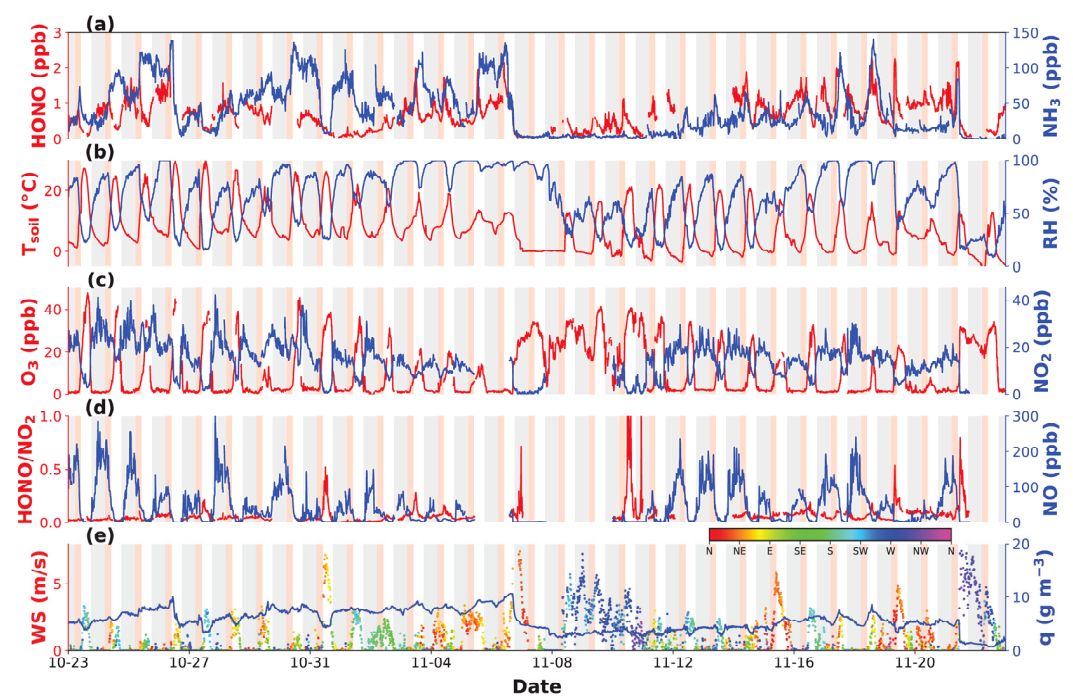 (a)
3
2
1
0
HONO (ppb)
150
100
50
0
NH₃ (ppb)
(b)
20
0
T_soil (°C)
100
50
0
RH (%)
(c)
40
20
0
O₃ (ppb)
40
20
0
NO₂ (ppb)
(d)
1.0
0.5
0.0
HONO/NO₂
300
200
100
0
NO (ppb)
(e)
N NE E SE S SW W NW N
5
0
WS (m/s)
20
10
0
q (g m⁻³)
10-23 10-27 10-31 11-04 11-08 11-12 11-16 11-20
Date